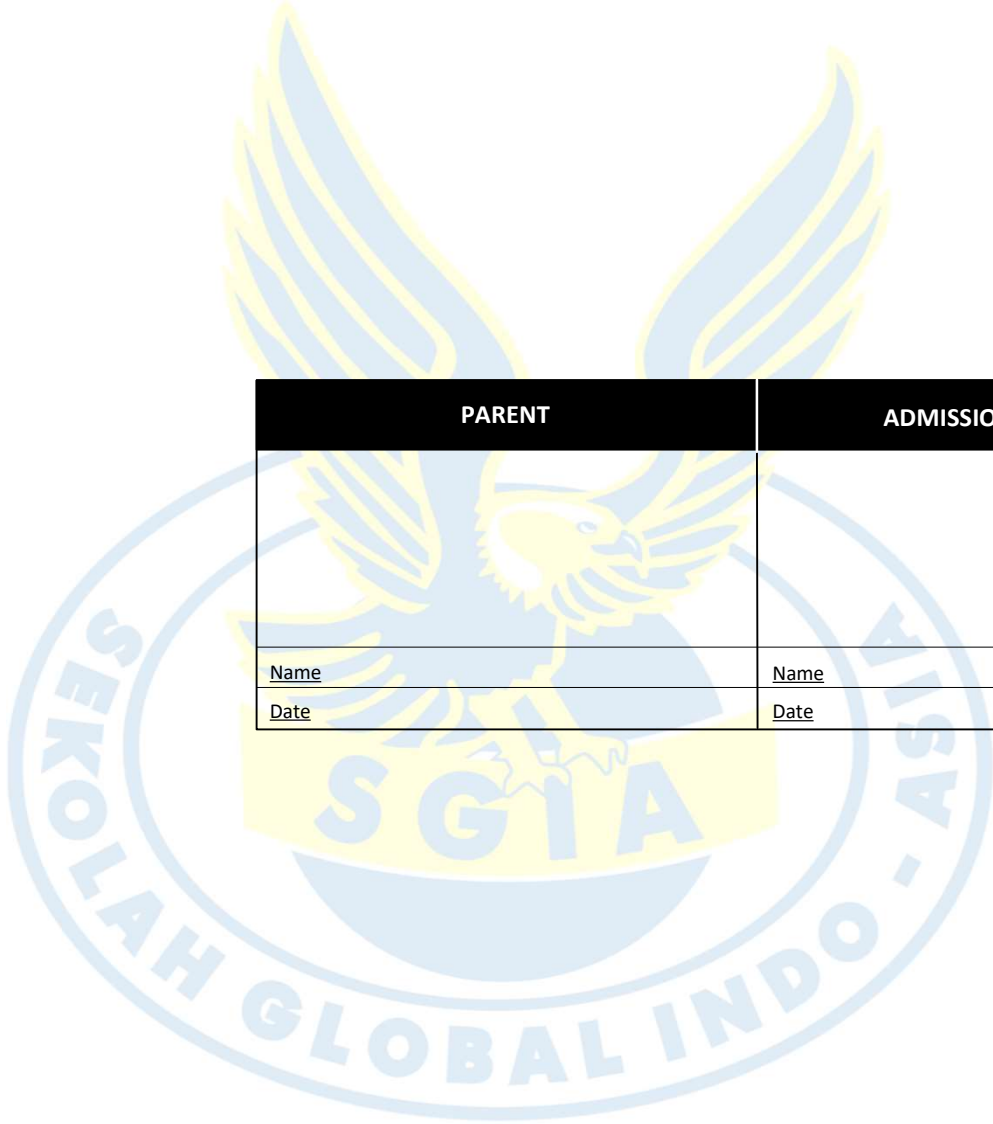 PARENT
ADMISSIO
Name
Name
Date
Date
SGIA
SEKOLAH GLOBAL INDO - ASIA